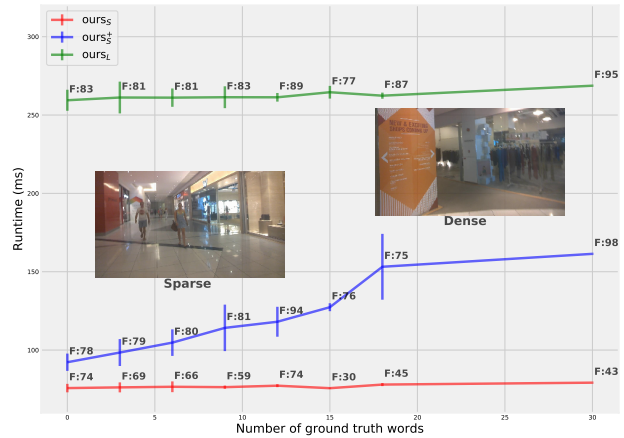 ours_S
ours_S^+
ours_L
300
250
200
150
100
Runtime (ms)
F:83 F:81 F:81 F:83 F:89 F:77 F:87 F:95
Sparse
Dense
F:78 F:79 F:80 F:81 F:94 F:76 F:75 F:98
F:74 F:69 F:66 F:59 F:74 F:30 F:45 F:43
0 5 10 15 20 25 30
Number of ground truth words